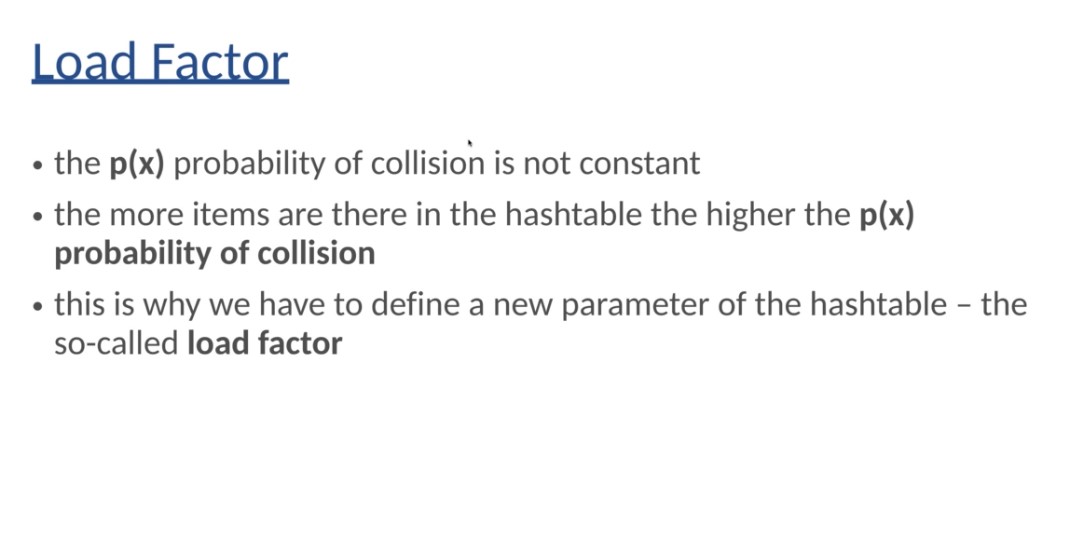 Load Factor
• the p(x) probability of collision is not constant
• the more items are there in the hashtable the higher the p(x)
probability of collision
• this is why we have to define a new parameter of the hashtable – the
so-called load factor